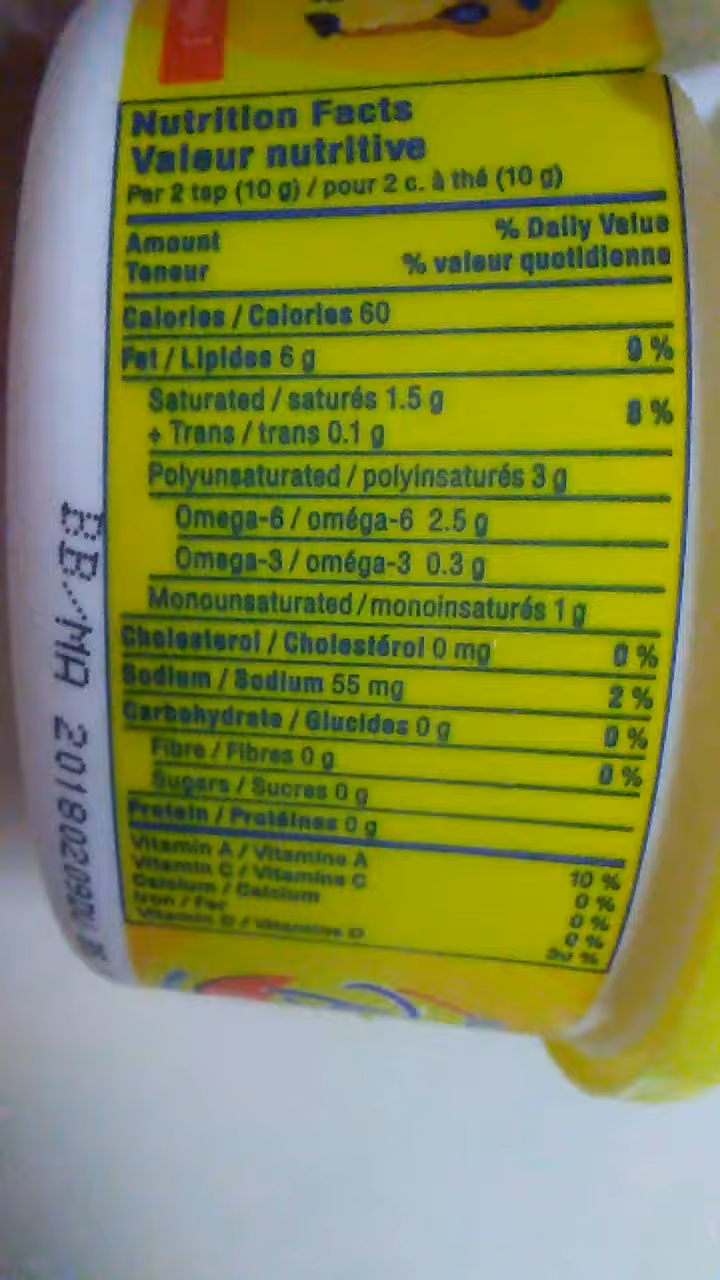 Nutrition Facts
Valeur nutritive
Per 2 tsp (10 g) / pour 2 c. à thé (10 g)
Amount % Daily Value
Teneur % valeur quotidienne
Calories / Calories 60
Fat / Lipides 6 g 9 %
Saturated / saturés 1.5 g 8 %
+ Trans / trans 0.1 g
Polyunsaturated / polyinsaturés 3 g
Omega-6 / oméga-6 2.5 g
Omega-3 / oméga-3 0.3 g
Monounsaturated / monoinsaturés 1 g
Cholesterol / Cholestérol 0 mg 0 %
Sodium / Sodium 55 mg 2 %
Carbohydrate / Glucides 0 g 0 %
Fibre / Fibres 0 g 0 %
Sugars / Sucres 0 g
Protein / Protéines 0 g
Vitamin A / Vitamine A 10 %
Vitamin C / Vitamine C 0 %
Calcium / Calcium 0 %
Iron / Fer 0 %
Vitamin D / Vitamine D
BB/MA 20180209